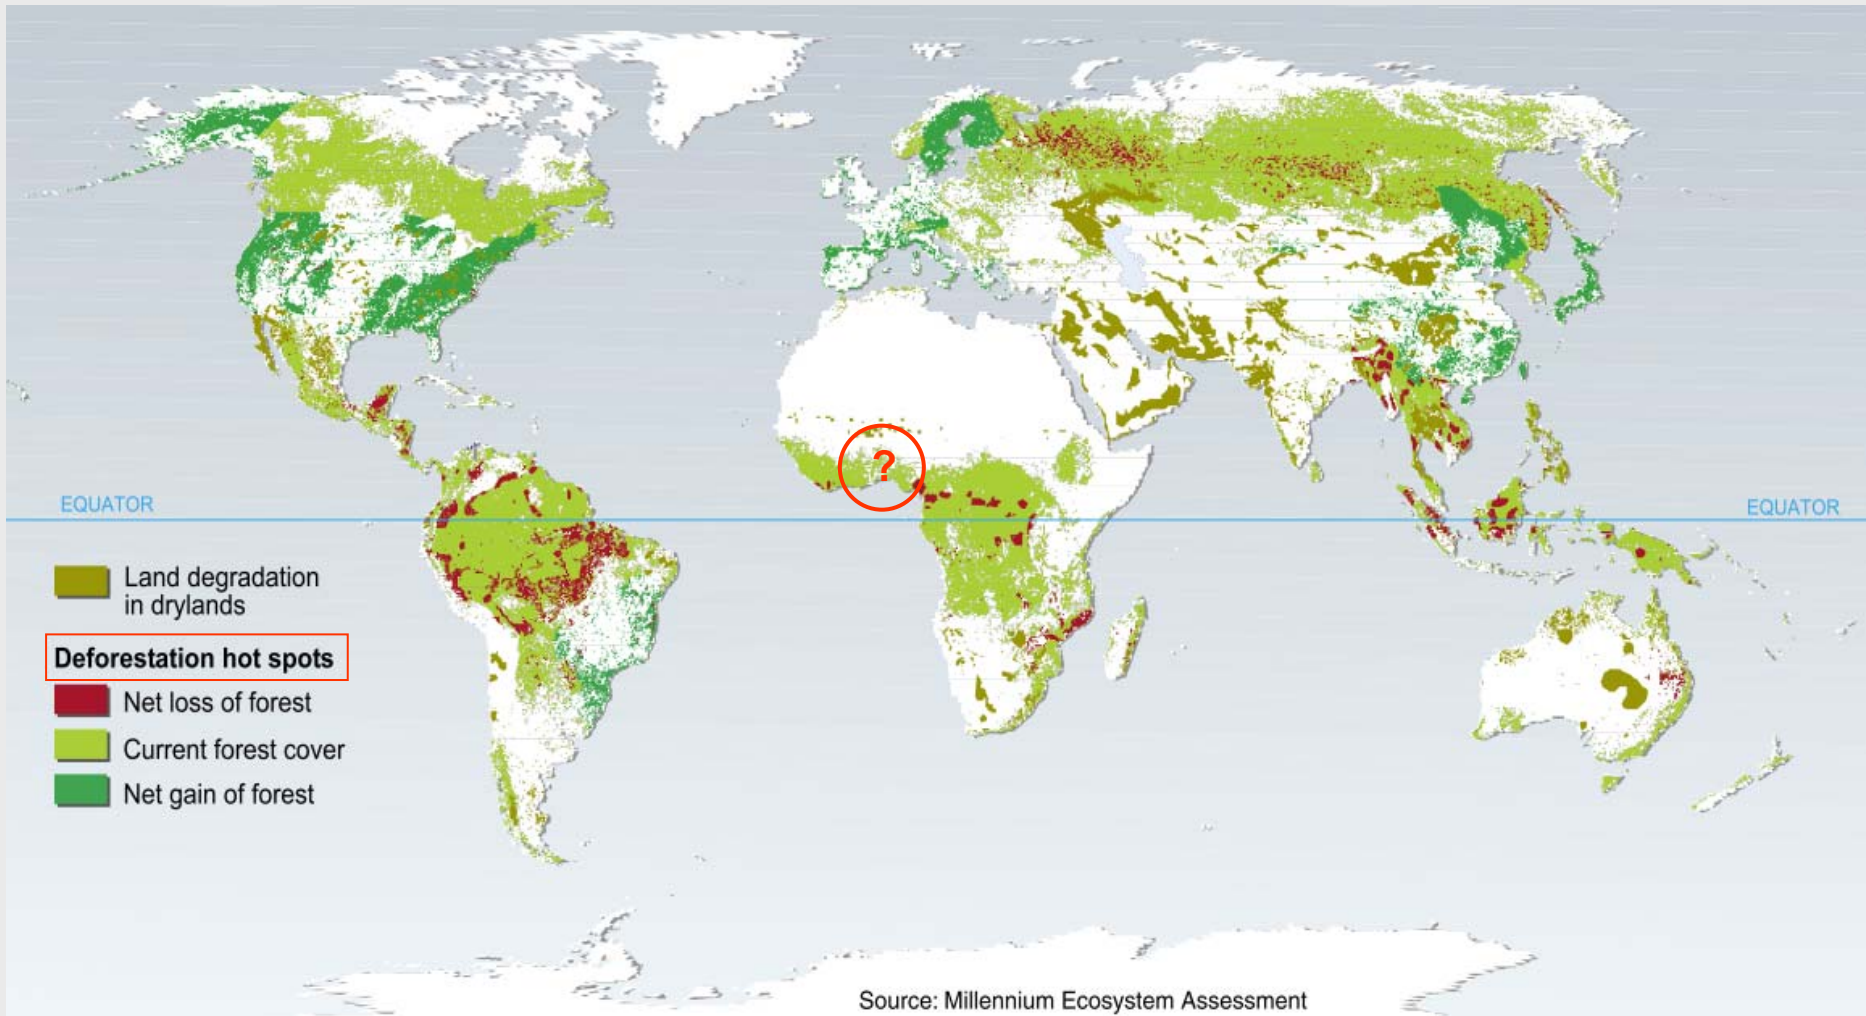 ?
EQUATOR
EQUATOR
Land degradation
in drylands
Deforestation hot spots
Net loss of forest
Current forest cover
Net gain of forest
Source: Millennium Ecosystem Assessment